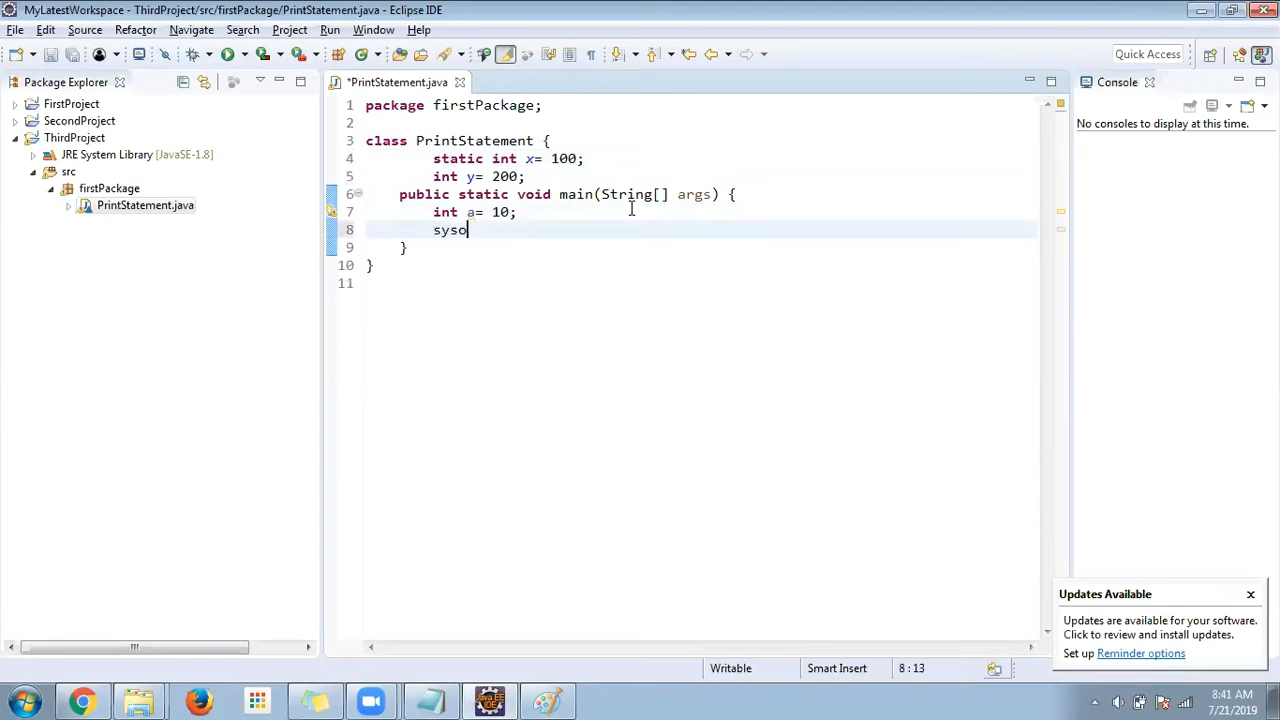 MyLatestWorkspace - ThirdProject/src/firstPackage/PrintStatement.java - Eclipse IDE
File Edit Source Refactor Navigate Search Project Run Window Help
Quick Access
Package Explorer
*PrintStatement.java
Console
FirstProject
SecondProject
ThirdProject
JRE System Library [JavaSE-1.8]
src
firstPackage
PrintStatement.java
1 package firstPackage;
2
3 class PrintStatement {
4 static int x= 100;
5 int y= 200;
6 public static void main(String[] args) {
7 int a= 10;
8 syso
9 }
10 }
11
No consoles to display at this time.
Updates Available
Updates are available for your software.
Click to review and install updates.
Set up Reminder options
Writable
Smart Insert
8 : 13
Java EE
IDE
8:41 AM
7/21/2019